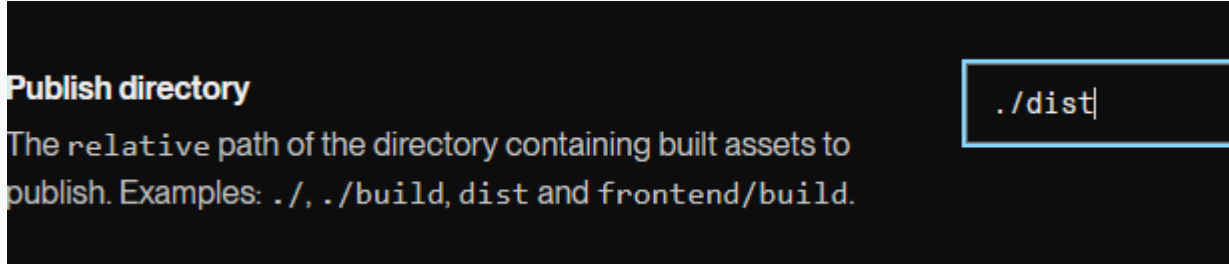 Publish directory
./dist
The relative path of the directory containing built assets to
publish. Examples: ./, ./build, dist and frontend/build.